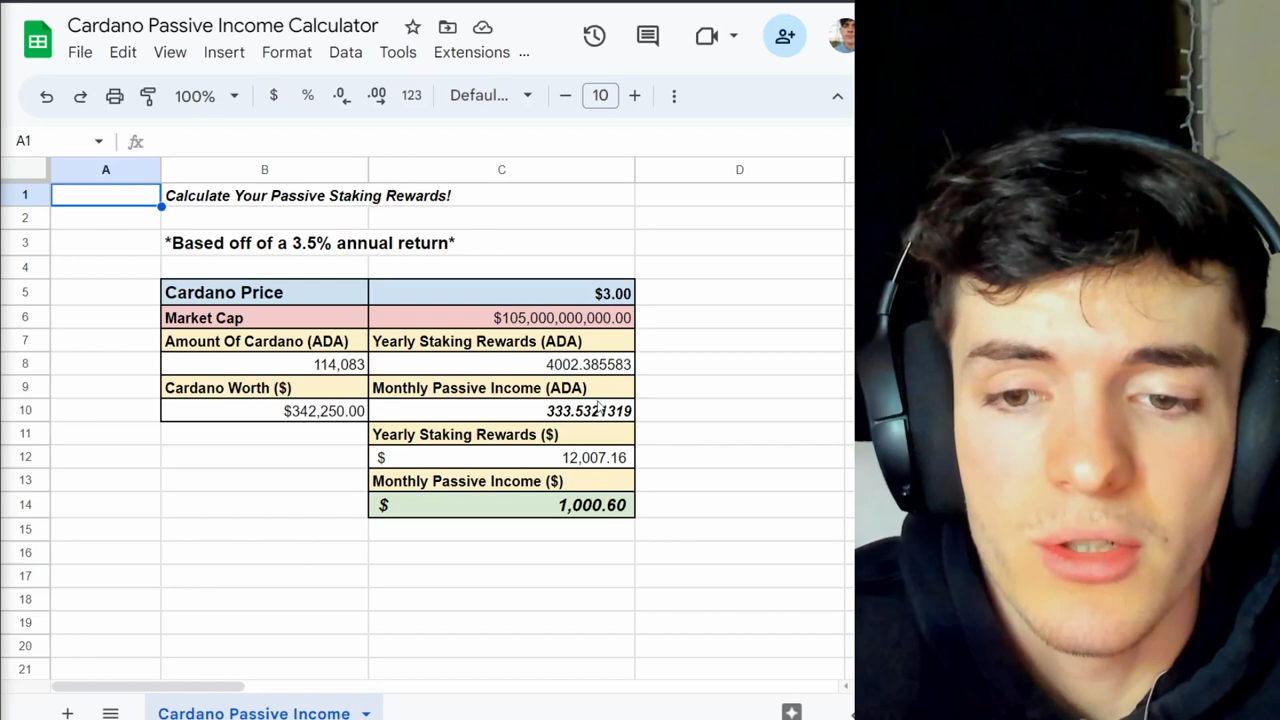 Cardano Passive Income Calculator
File Edit View Insert Format Data Tools Extensions ...
100% $ % .0 .00 123 Defaul... 10
A1 fx
A B C D
1 Calculate Your Passive Staking Rewards!
2
3 *Based off of a 3.5% annual return*
4
5 Cardano Price $3.00
6 Market Cap $105,000,000,000.00
7 Amount Of Cardano (ADA) Yearly Staking Rewards (ADA)
8 114,083 4002.385583
9 Cardano Worth ($) Monthly Passive Income (ADA)
10 $342,250.00
11 Yearly Staking Rewards ($)
12 $ 12,007.16
13 Monthly Passive Income ($)
14 $ 1,000.60
15
16
17
18
19
20
21
Cardano Passive Income